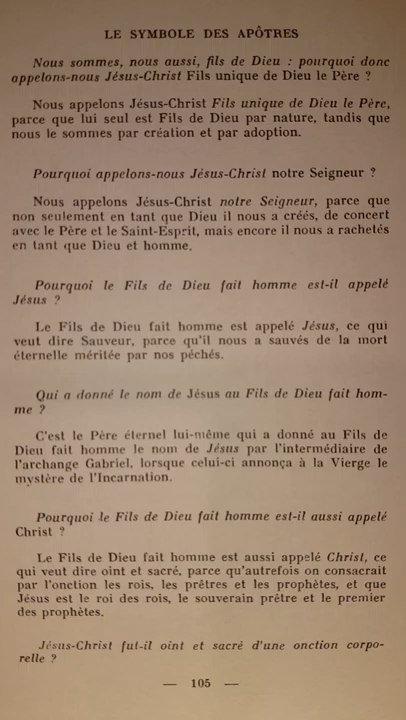 LE SYMBOLE DES APÔTRES
Nous sommes, nous aussi, fils de Dieu : pourquoi donc
appelons-nous Jésus-Christ Fils unique de Dieu le Père ?
Nous appelons Jésus-Christ Fils unique de Dieu le Père,
parce que lui seul est Fils de Dieu par nature, tandis que
nous le sommes par création et par adoption.
Pourquoi appelons-nous Jésus-Christ notre Seigneur ?
Nous appelons Jésus-Christ notre Seigneur, parce que
non seulement en tant que Dieu il nous a créés, de concert
avec le Père et le Saint-Esprit, mais encore il nous a rachetés
en tant que Dieu et homme.
Pourquoi le Fils de Dieu fait homme est-il appelé
Jésus ?
Le Fils de Dieu fait homme est appelé Jésus, ce qui
veut dire Sauveur, parce qu'il nous a sauvés de la mort
éternelle méritée par nos péchés.
Qui a donné le nom de Jésus au Fils de Dieu fait hom-
me ?
C'est le Père éternel lui-même qui a donné au Fils de
Dieu fait homme le nom de Jésus par l'intermédiaire de
l'archange Gabriel, lorsque celui-ci annonça à la Vierge le
mystère de l'Incarnation.
Pourquoi le Fils de Dieu fait homme est-il aussi appelé
Christ ?
Le Fils de Dieu fait homme est aussi appelé Christ, ce
qui veut dire oint et sacré, parce qu'autrefois on consacrait
par l'onction les rois, les prêtres et les prophètes, et que
Jésus est le roi des rois, le souverain prêtre et le premier
des prophètes.
Jésus-Christ fut-il oint et sacré d'une onction corpo-
relle ?
— 105 —